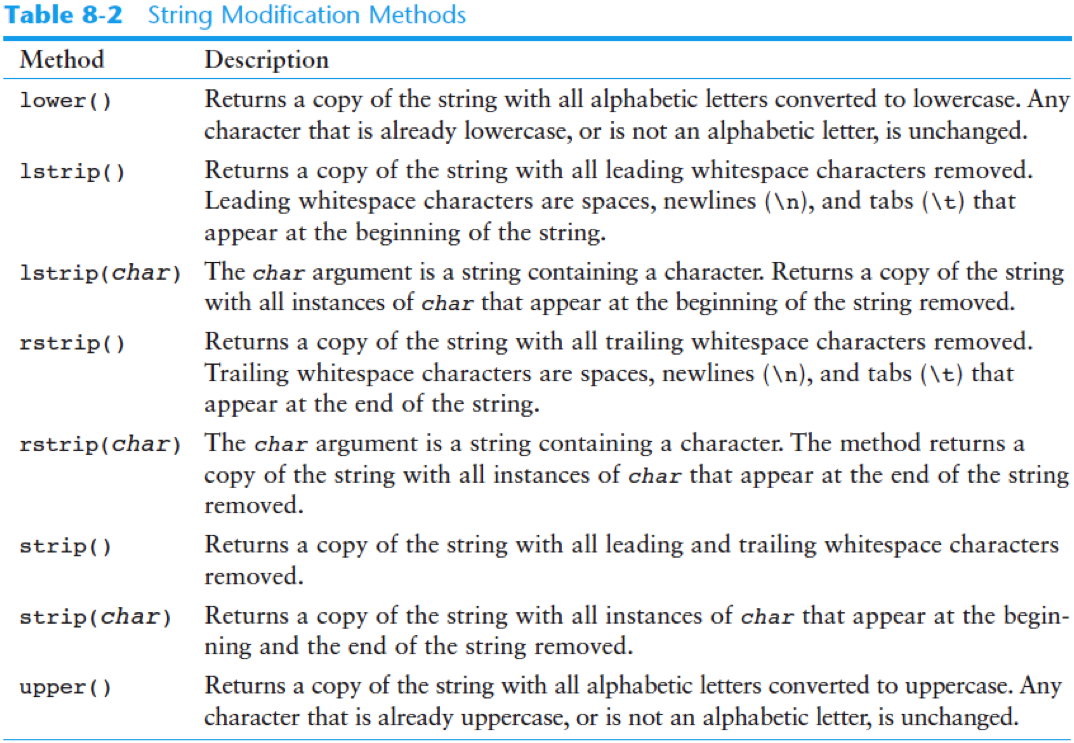 Table 8-2 String Modification Methods
Method Description
lower() Returns a copy of the string with all alphabetic letters converted to lowercase. Any
character that is already lowercase, or is not an alphabetic letter, is unchanged.
lstrip() Returns a copy of the string with all leading whitespace characters removed.
Leading whitespace characters are spaces, newlines (\n), and tabs (\t) that
appear at the beginning of the string.
lstrip(char) The char argument is a string containing a character. Returns a copy of the string
with all instances of char that appear at the beginning of the string removed.
rstrip() Returns a copy of the string with all trailing whitespace characters removed.
Trailing whitespace characters are spaces, newlines (\n), and tabs (\t) that
appear at the end of the string.
rstrip(char) The char argument is a string containing a character. The method returns a
copy of the string with all instances of char that appear at the end of the string
removed.
strip() Returns a copy of the string with all leading and trailing whitespace characters
removed.
strip(char) Returns a copy of the string with all instances of char that appear at the begin-
ning and the end of the string removed.
upper() Returns a copy of the string with all alphabetic letters converted to uppercase. Any
character that is already uppercase, or is not an alphabetic letter, is unchanged.